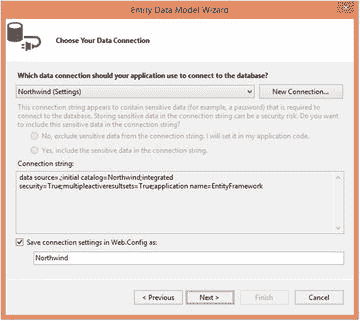 Entity Data Model Wizard
Choose Your Data Connection
Which data connection should your application use to connect to the database?
Northwind (Settings)
New Connection...
This connection string appears to contain sensitive data (for example, a password) that is required
to connect to the database. Storing sensitive data in the connection string can be a security risk. Do you
want to include this sensitive data in the connection string?
No, exclude sensitive data from the connection string. I will set it in my application code.
Yes, include the sensitive data in the connection string.
Connection string:
data source=.;initial catalog=Northwind;integrated
security=True;multipleactiveresultsets=True;application name=EntityFramework
Save connection settings in Web.Config as:
Northwind
< Previous
Next >
Finish
Cancel